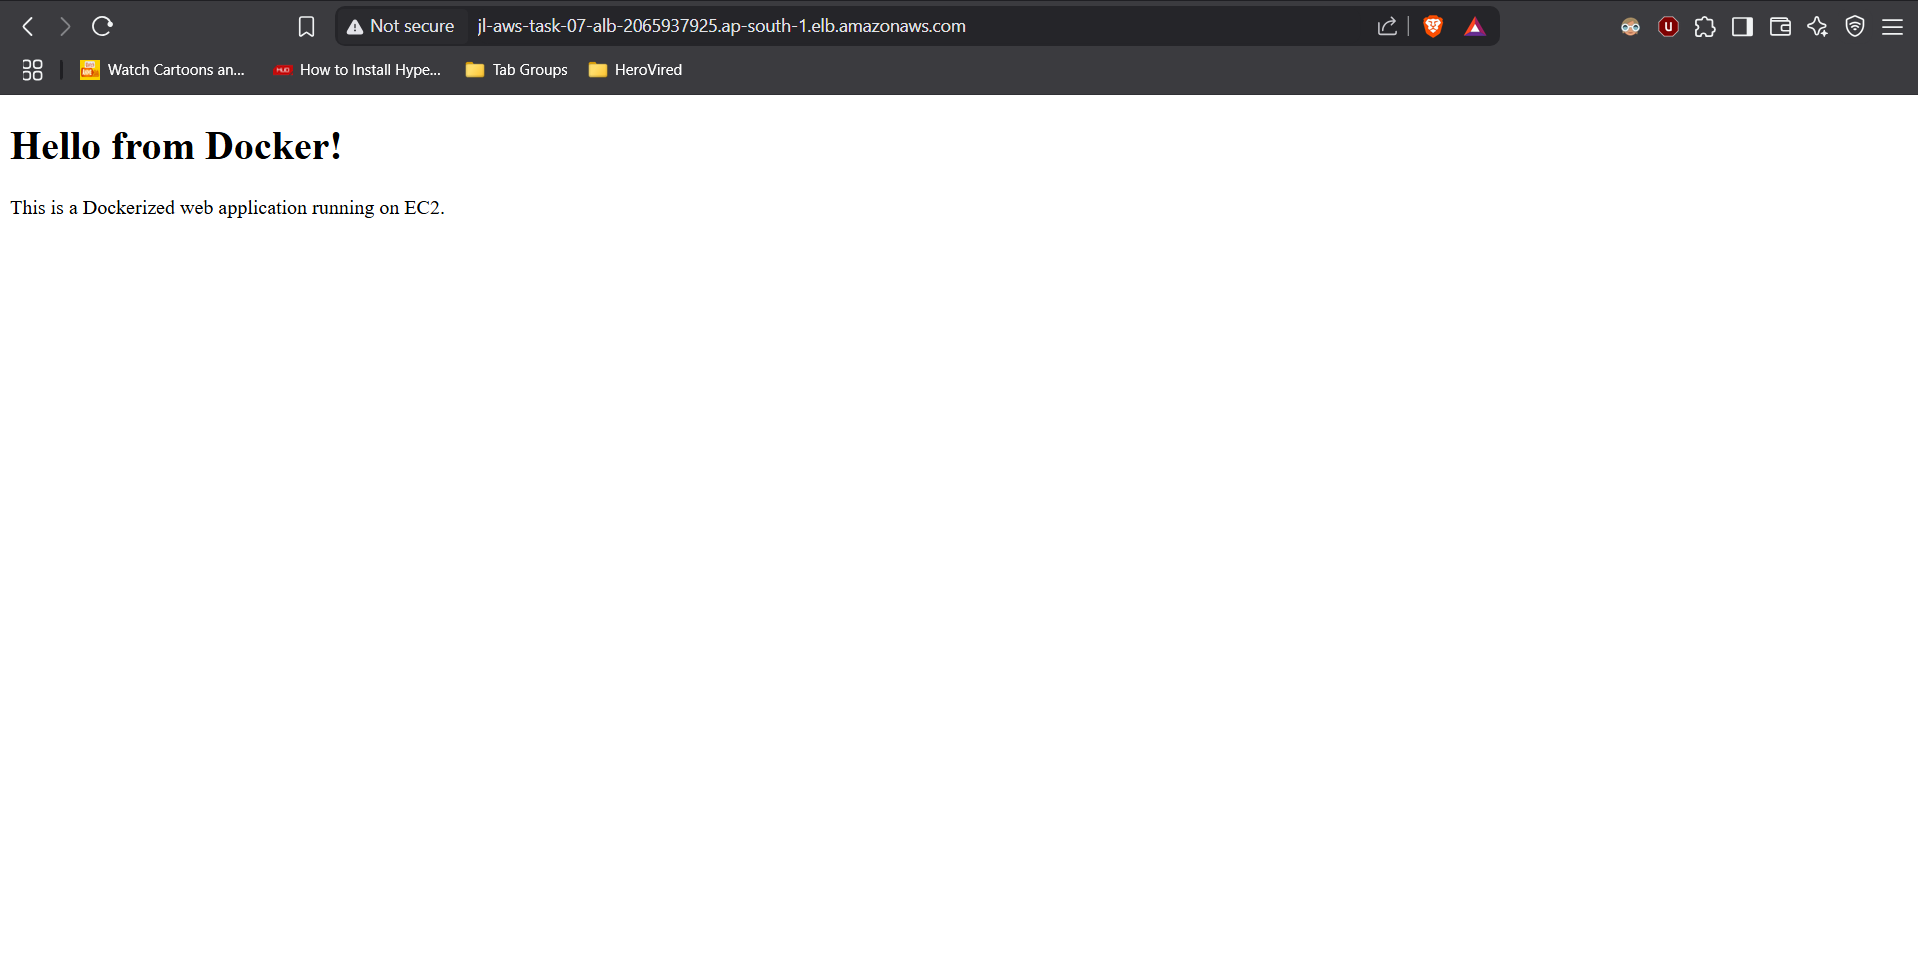 Not secure jl-aws-task-07-alb-2065937925.ap-south-1.elb.amazonaws.com
Watch Cartoons an... How to Install Hype... Tab Groups HeroVired
Hello from Docker!
This is a Dockerized web application running on EC2.